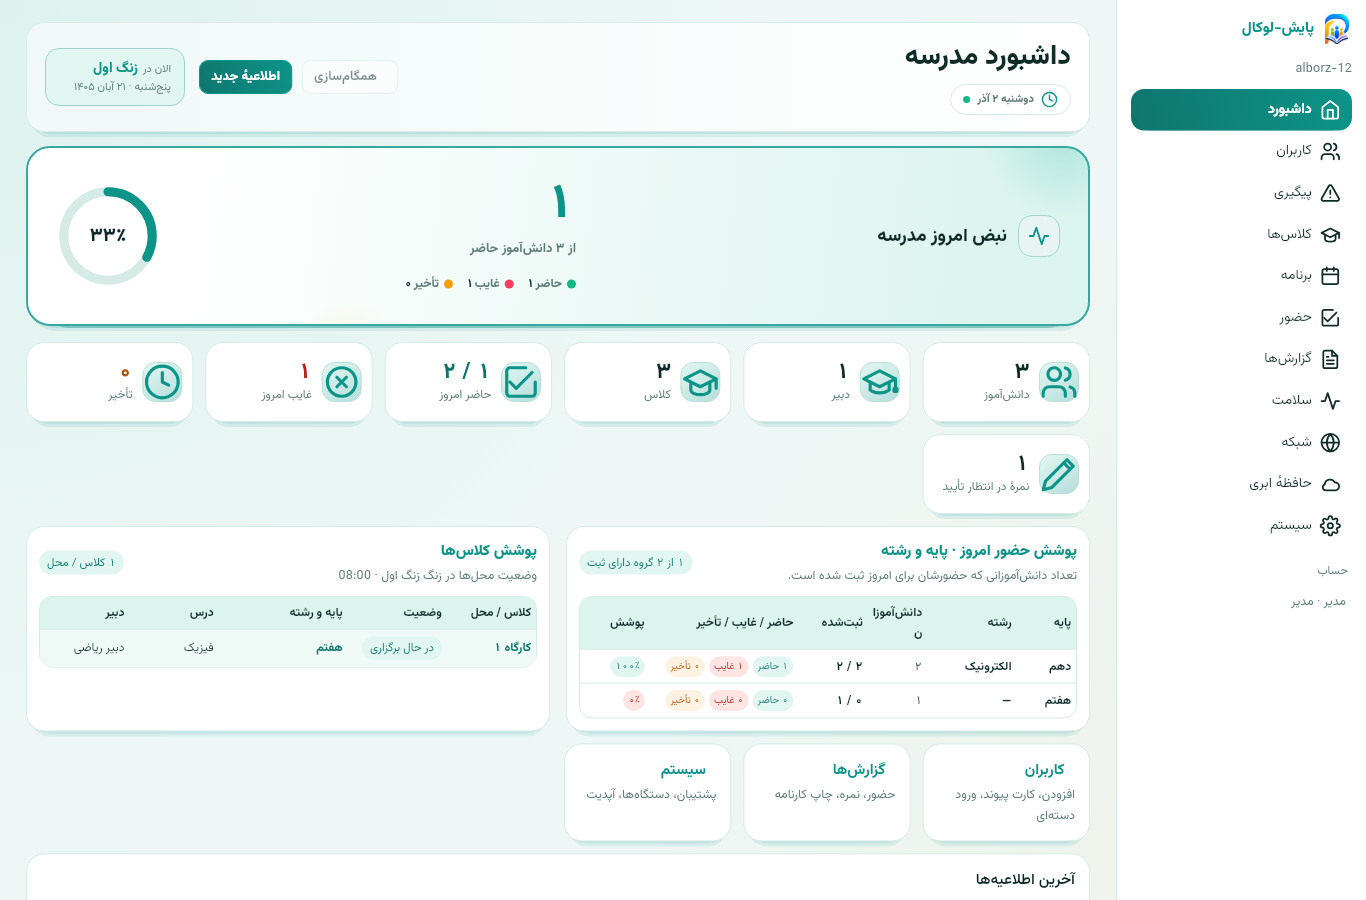 پایش-لوکال
alborz-12
داشبورد
کاربران
پیگیری
کلاس‌ها
برنامه
حضور
گزارش‌ها
سلامت
شبکه
حافظهٔ ابری
سیستم
حساب
مدیر · مدیر
داشبورد مدرسه
دوشنبه ۲ آذر
همگام‌سازی
اطلاعیهٔ جدید
الان در زنگ اول
پنج‌شنبه · ۲۱ آبان ۱۴۰۵
نبض امروز مدرسه
۱
از ۳ دانش‌آموز حاضر
حاضر ۱ غایب ۱ تأخیر ۰
۳۳٪
۳
دانش‌آموز
۱
دبیر
۳
کلاس
۱ / ۲
حاضر امروز
۱
غایب امروز
۰
تأخیر
۱
نمرهٔ در انتظار تأیید
پوشش حضور امروز · پایه و رشته
تعداد دانش‌آموزانی که حضورشان برای امروز ثبت شده است.
۱ از ۲ گروه دارای ثبت
پایه رشته دانش‌آموزا
ن ثبت‌شده حاضر / غایب / تأخیر پوشش
دهم الکترونیک ۲ ۲ / ۲ ۱ حاضر ۱ غایب ۰ تأخیر ۱۰۰٪
هفتم — ۱ ۰ / ۱ ۰ حاضر ۰ غایب ۰ تأخیر ۰٪
پوشش کلاس‌ها
وضعیت محل‌ها در زنگ زنگ اول · 08:00
۱ کلاس / محل
کلاس / محل وضعیت پایه و رشته درس دبیر
کارگاه ۱ در حال برگزاری هفتم فیزیک دبیر ریاضی
کاربران
افزودن، کارت پیوند، ورود
دسته‌ای
گزارش‌ها
حضور، نمره، چاپ کارنامه
سیستم
پشتیبان، دستگاه‌ها، آپدیت
آخرین اطلاعیه‌ها